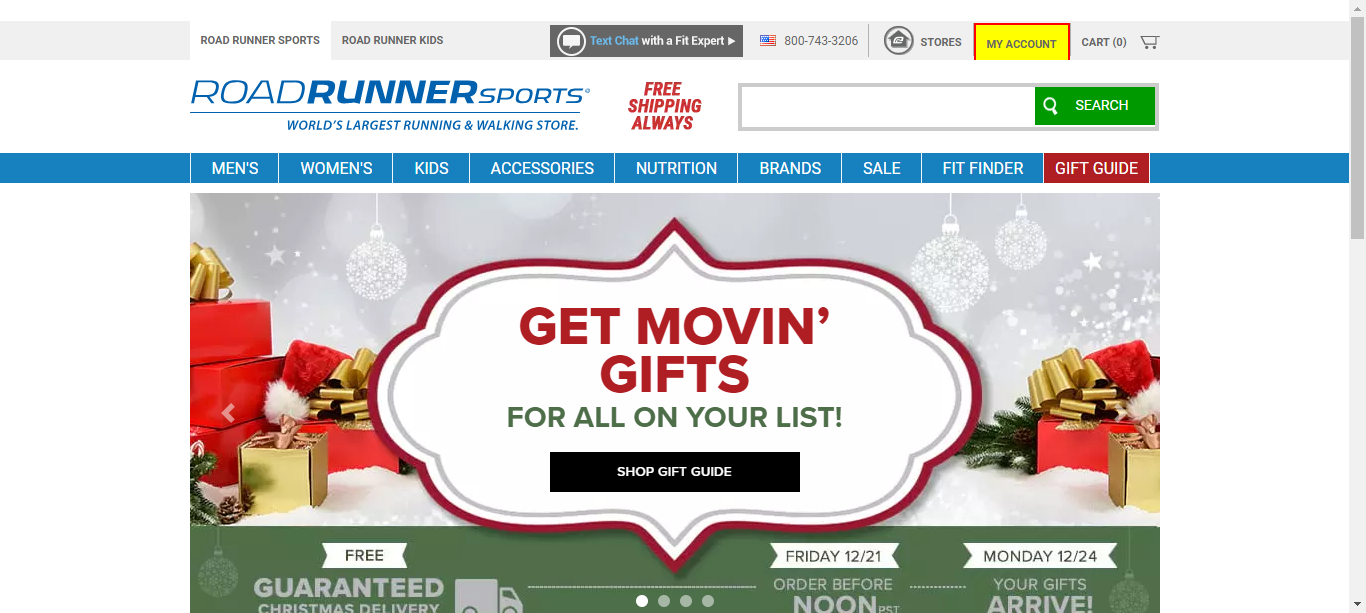 ROAD RUNNER SPORTS
ROAD RUNNER KIDS
Text Chat with a Fit Expert
800-743-3206
STORES
MY ACCOUNT
CART (0)
ROADRUNNERSPORTS®
WORLD'S LARGEST RUNNING & WALKING STORE.
FREE
SHIPPING
ALWAYS
SEARCH
MEN'S
WOMEN'S
KIDS
ACCESSORIES
NUTRITION
BRANDS
SALE
FIT FINDER
GIFT GUIDE
GET MOVIN'
GIFTS
FOR ALL ON YOUR LIST!
SHOP GIFT GUIDE
FREE
GUARANTEED
CHRISTMAS DELIVERY
FRIDAY 12/21
ORDER BEFORE
NOON PST
MONDAY 12/24
YOUR GIFTS
ARRIVE!